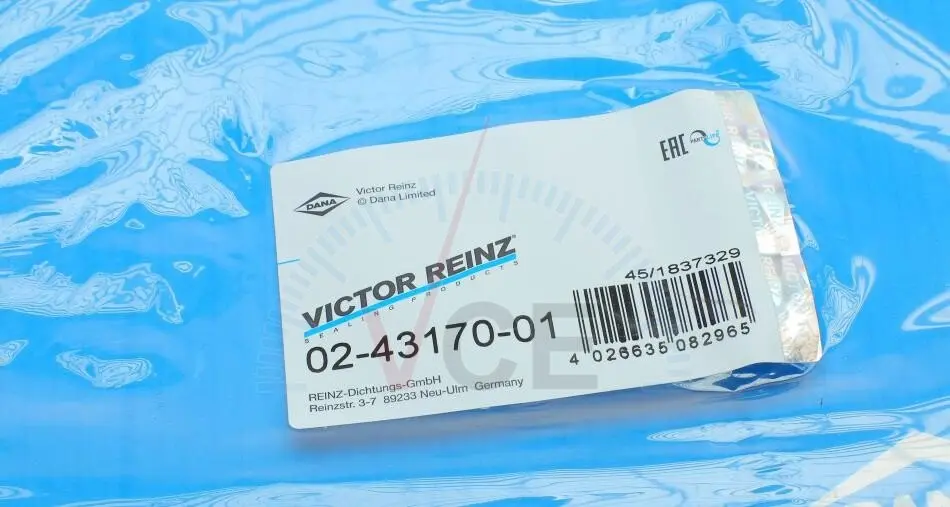 EAC PARTSLIFE
DANA
Victor Reinz
© Dana Limited
VICTOR REINZ®
SEALING PRODUCTS
45/1837329
02-43170-01
4 026635 082965
REINZ-Dichtungs-GmbH
Reinzstr. 3-7 89233 Neu-Ulm Germany